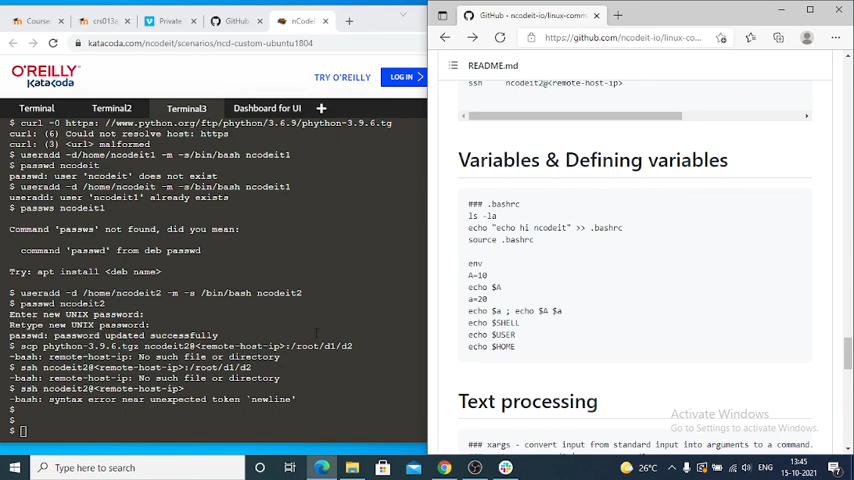 Course
crs013a
Private
GitHub
nCodeI
katacoda.com/ncodeit/scenarios/ncd-custom-ubuntu1804
O'REILLY
KataKoda
TRY O'REILLY
LOG IN
Terminal
Terminal2
Terminal3
Dashboard for UI
$ curl -0 https: //www.python.org/ftp/phython/3.6.9/phython-3.9.6.tg
curl: (6) Could not resolve host: https
curl: (3) <url> malformed
$ useradd -d/home/ncodeit1 -m -s/bin/bash ncodeit1
$ passwd ncodeit
passwd: user 'ncodeit' does not exist
$ useradd -d /home/ncodeit -m -s/bin/bash ncodeit1
useradd: user 'ncodeit1' already exists
$ passws ncodeit1
Command 'passws' not found, did you mean:
command 'passwd' from deb passwd
Try: apt install <deb name>
$ useradd -d /home/ncodeit2 -m -s /bin/bash ncodeit2
$ passwd ncodeit2
Enter new UNIX password:
Retype new UNIX password:
passwd: password updated successfully
$ scp python-3.9.6.tgz ncodeit2@<remote-host-ip>:/root/d1/d2
-bash: remote-host-ip: No such file or directory
$ ssh ncodeit2@<remote-host-ip>:/root/d1/d2
-bash: remote-host-ip: No such file or directory
$ ssh ncodeit2@<remote-host-ip>
-bash: syntax error near unexpected token `newline'
$
$
$
GitHub - ncodeit-io/linux-comm
https://github.com/ncodeit-io/linux-co...
README.md
ssh ncodeit2@<remote-host-ip>
Variables & Defining variables
### .bashrc
ls -la
echo "echo hi ncodeit" >> .bashrc
source .bashrc
env
A=10
echo $A
a=20
echo $a ; echo $A $a
echo $SHELL
echo $USER
echo $HOME
Text processing
### xargs - convert input from standard input into arguments to a command.
Activate Windows
Go to Settings to activate Windows.
Type here to search
26°C
ENG
13:45
15-10-2021
7